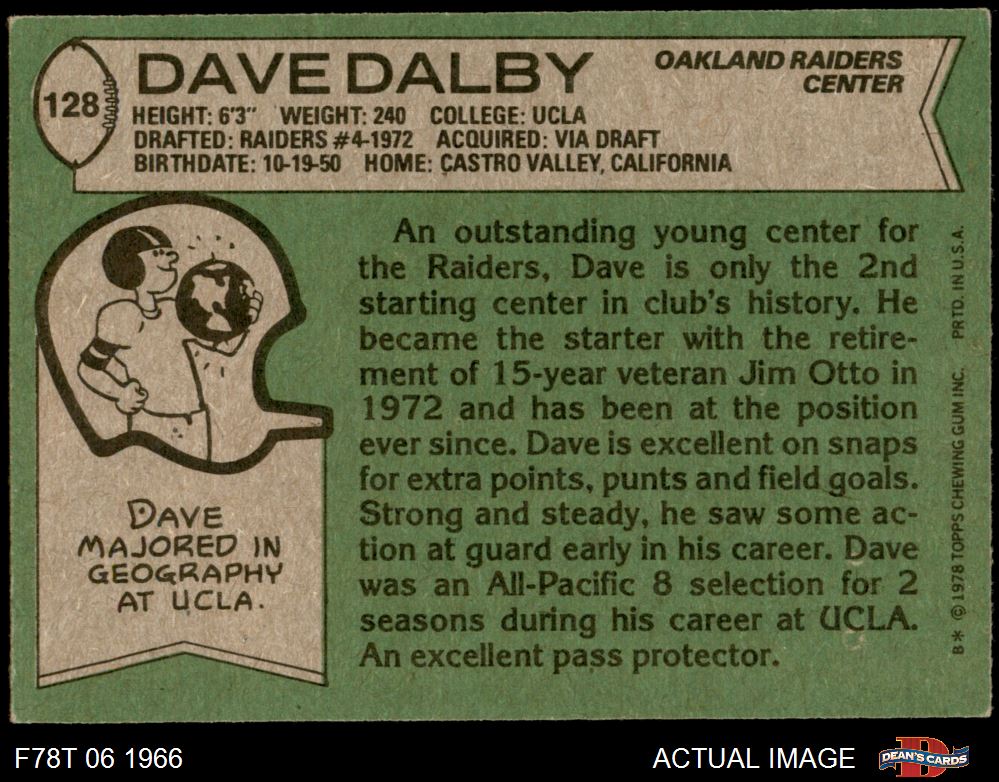 128
DAVE DALBY
OAKLAND RAIDERS
CENTER
HEIGHT: 6'3" WEIGHT: 240 COLLEGE: UCLA
DRAFTED: RAIDERS #4-1972 ACQUIRED: VIA DRAFT
BIRTHDATE: 10-19-50 HOME: CASTRO VALLEY, CALIFORNIA
An outstanding young center for
the Raiders, Dave is only the 2nd
starting center in club's history. He
became the starter with the retire-
ment of 15-year veteran Jim Otto in
1972 and has been at the position
ever since. Dave is excellent on snaps
for extra points, punts and field goals.
Strong and steady, he saw some ac-
tion at guard early in his career. Dave
was an All-Pacific 8 selection for 2
seasons during his career at UCLA.
An excellent pass protector.
DAVE
MAJORED IN
GEOGRAPHY
AT UCLA.
B* © 1978 TOPPS CHEWING GUM INC. PRTD. IN U.S.A.
F78T 06 1966
ACTUAL IMAGE
DEAN'S CARDS